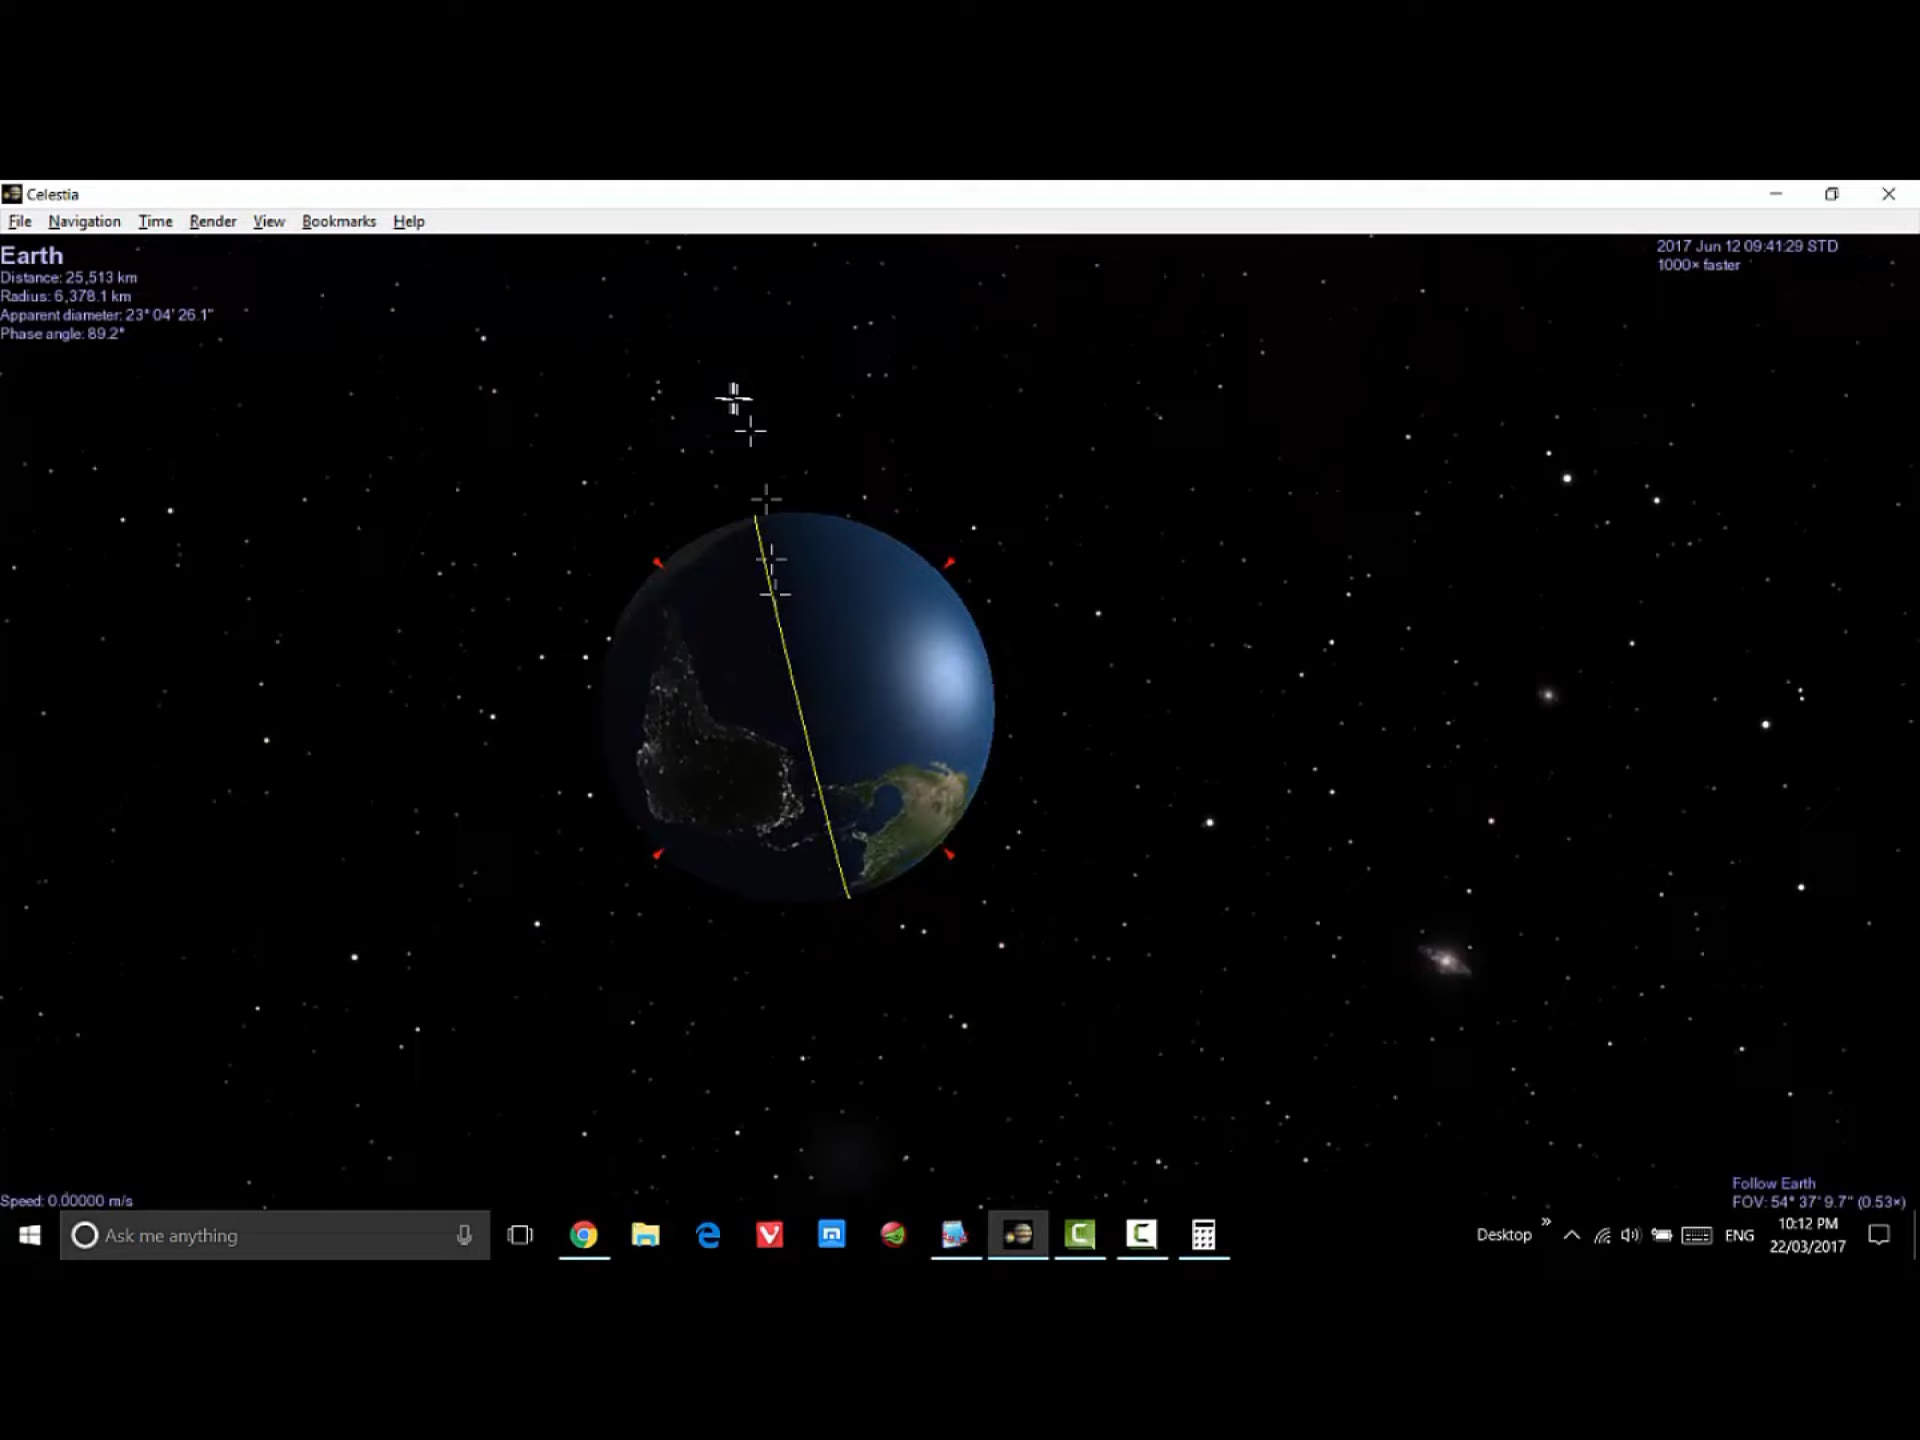 Celestia
File Navigation Time Render View Bookmarks Help
Earth
Distance: 25,513 km
Radius: 6,378.1 km
Apparent diameter: 23° 04' 26.1"
Phase angle: 89.2°
2017 Jun 12 09:41:29 STD
1000× faster
Speed: 0.00000 m/s
Follow Earth
FOV: 54° 37' 9.7" (0.53×)
Ask me anything
Desktop
ENG
10:12 PM
22/03/2017